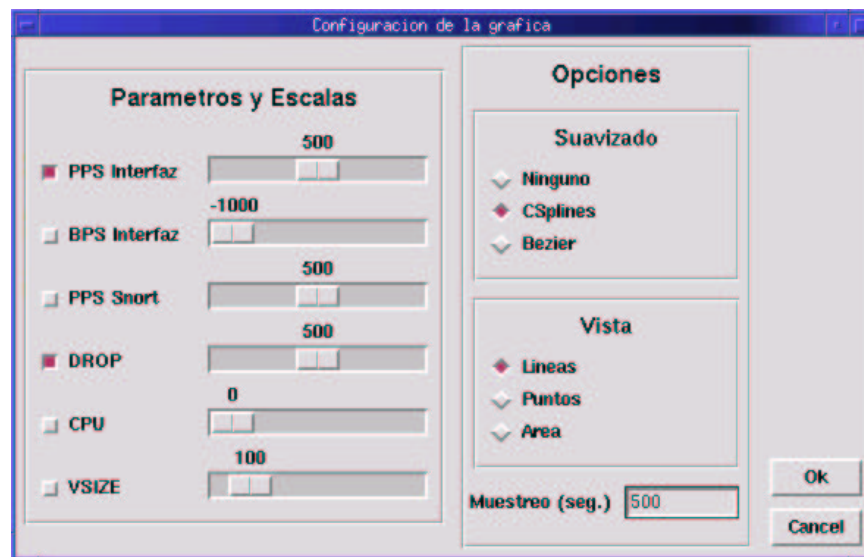 Configuracion de la grafica
Parametros y Escalas
500
PPS Interfaz
-1000
BPS Interfaz
500
PPS Snort
500
DROP
0
CPU
100
VSIZE
Opciones
Suavizado
Ninguno
CSplines
Bezier
Vista
Lineas
Puntos
Area
Muestreo (seg.) 500
Ok
Cancel